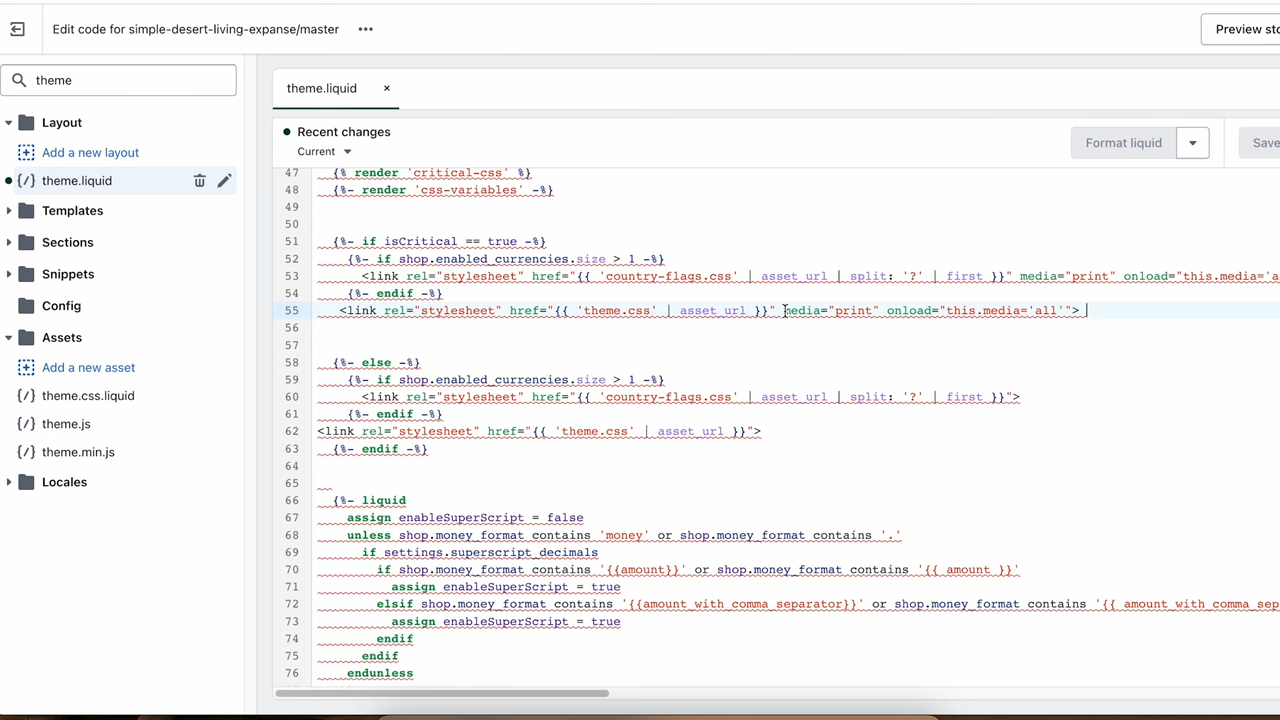 Edit code for simple-desert-living-expanse/master
Preview sto
theme
Layout
Add a new layout
theme.liquid
Templates
Sections
Snippets
Config
Assets
Add a new asset
theme.css.liquid
theme.js
theme.min.js
Locales
theme.liquid
Recent changes
Current
Format liquid
Save
47 {% render 'critical-css' %}
48 {%- render 'css-variables' -%}
49
50
51 {%- if isCritical == true -%}
52 {%- if shop.enabled_currencies.size > 1 -%}
53 <link rel="stylesheet" href="{{ 'country-flags.css' | asset_url | split: '?' | first }}" media="print" onload="this.media='a
54 {%- endif -%}
55 <link rel="stylesheet" href="{{ 'theme.css' | asset_url }}" media="print" onload="this.media='all'">
56
57
58 {%- else -%}
59 {%- if shop.enabled_currencies.size > 1 -%}
60 <link rel="stylesheet" href="{{ 'country-flags.css' | asset_url | split: '?' | first }}">
61 {%- endif -%}
62 <link rel="stylesheet" href="{{ 'theme.css' | asset_url }}">
63 {%- endif -%}
64
65
66 {%- liquid
67 assign enableSuperScript = false
68 unless shop.money_format contains 'money' or shop.money_format contains '.'
69 if settings.superscript_decimals
70 if shop.money_format contains '{{amount}}' or shop.money_format contains '{{ amount }}'
71 assign enableSuperScript = true
72 elsif shop.money_format contains '{{amount_with_comma_separator}}' or shop.money_format contains '{{ amount_with_comma_sep
73 assign enableSuperScript = true
74 endif
75 endif
76 endunless